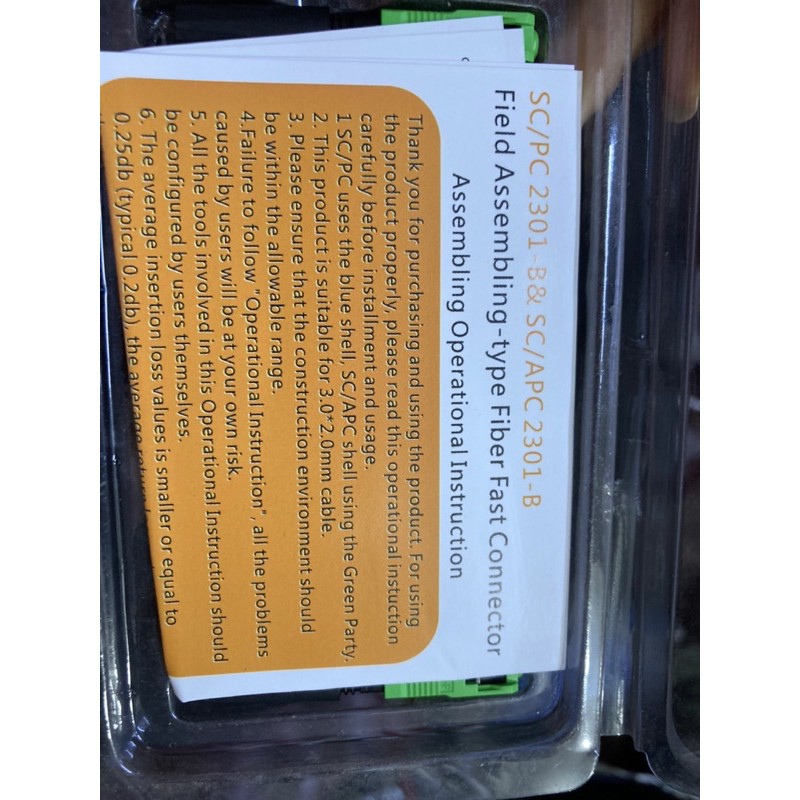 SC/PC 2301-B& SC/APC 2301-B
Field Assembling-type Fiber Fast Connector
Assembling Operational Instruction
Thank you for purchasing and using the product. For using
the product properly, please read this operational instuction
carefully before installment and usage.
1 SC/PC uses the blue shell, SC/APC shell using the Green Party.
2. This product is suitable for 3.0*2.0mm cable.
3. Please ensure that the construction environment should
be within the allowable range.
4.Failure to follow "Operational Instruction", all the problems
caused by users will be at your own risk.
5. All the tools involved in this Operational Instruction should
be configured by users themselves.
6. The average insertion loss values is smaller or equal to
0.25db (typical 0.2db), the average